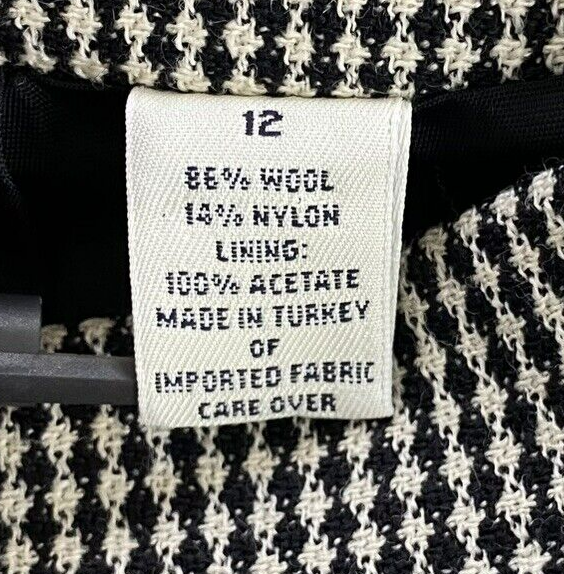 12
86% WOOL
14% NYLON
LINING:
100% ACETATE
MADE IN TURKEY
OF
IMPORTED FABRIC
CARE OVER